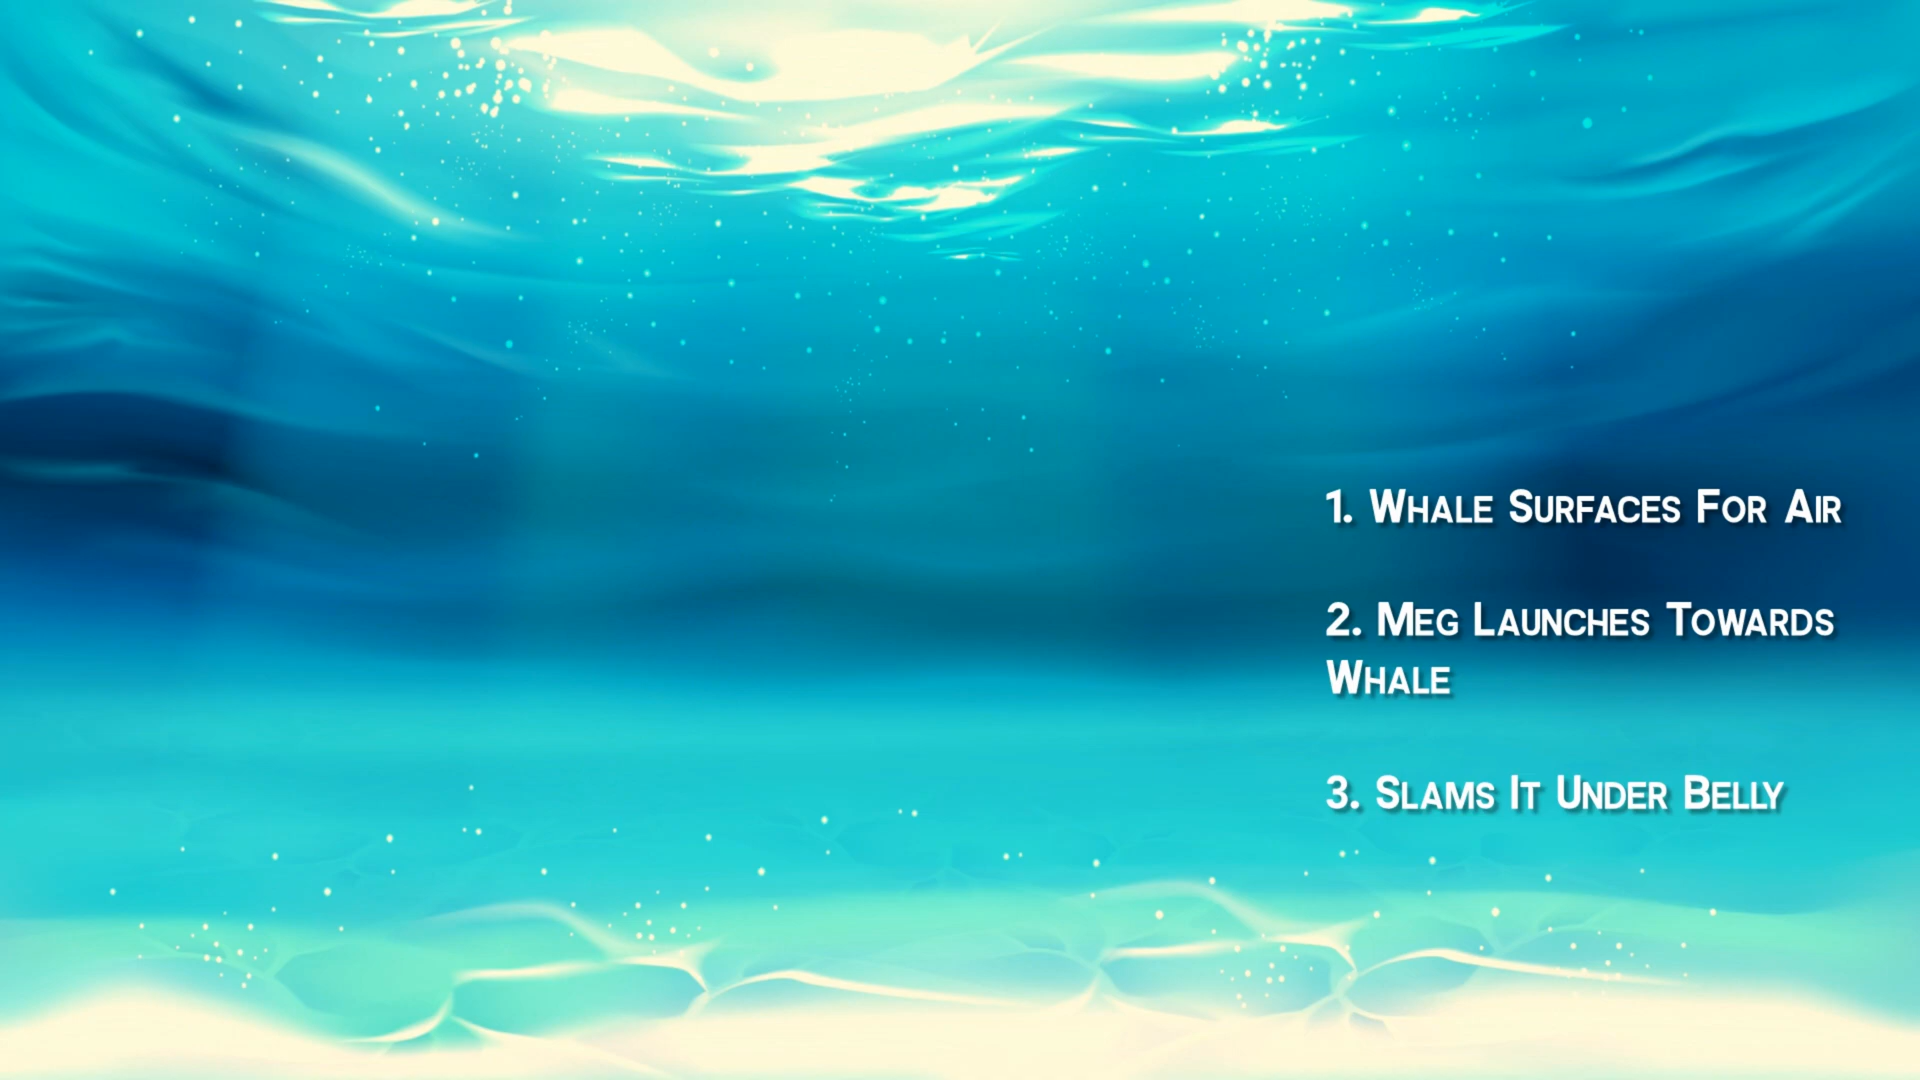 1. Whale Surfaces For Air
2. Meg Launches Towards
Whale
3. Slams It Under Belly